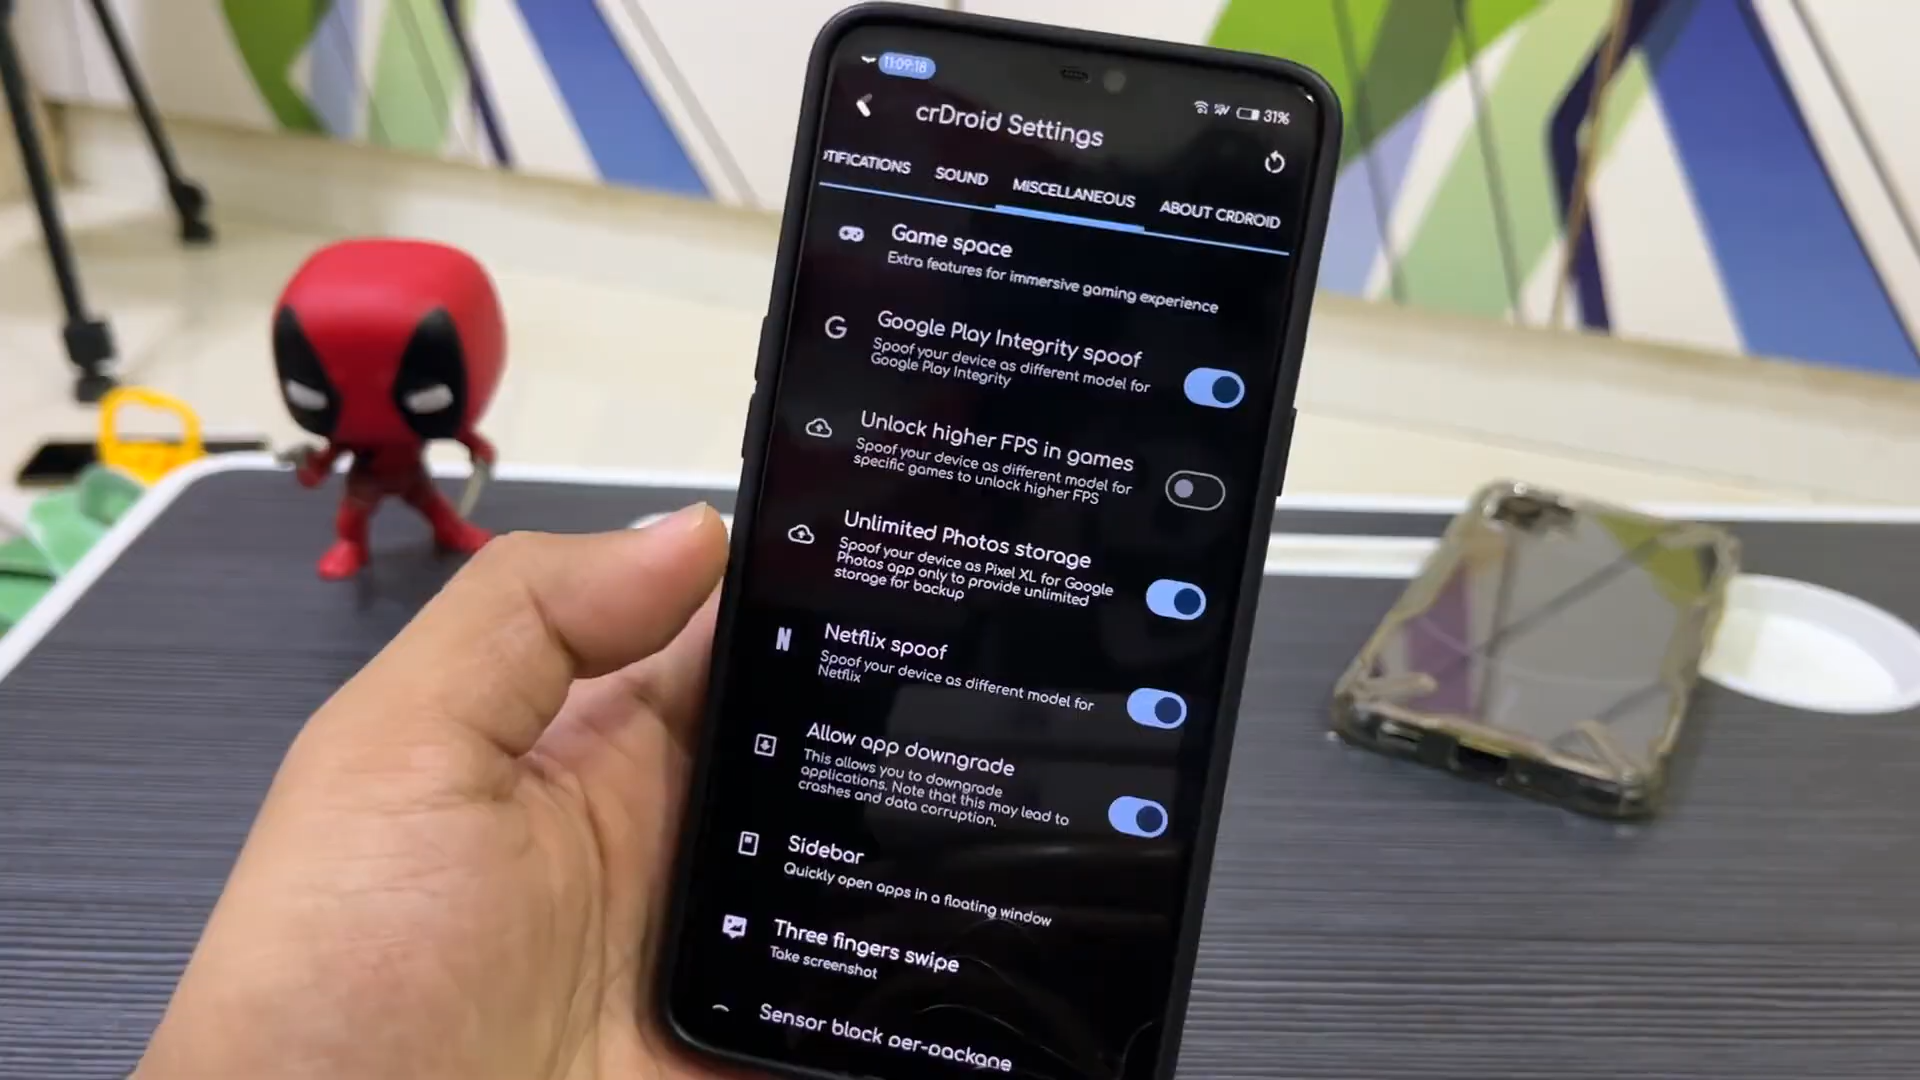 11:09:18
31%
crDroid Settings
OTIFICATIONS SOUND MISCELLANEOUS ABOUT CRDROID
Game space
Extra features for immersive gaming experience
G
Google Play Integrity spoof
Spoof your device as different model for
Google Play Integrity
Unlock higher FPS in games
Spoof your device as different model for
specific games to unlock higher FPS
Unlimited Photos storage
Spoof your device as Pixel XL for Google
Photos app only to provide unlimited
storage for backup
N
Netflix spoof
Spoof your device as different model for
Netflix
Allow app downgrade
This allows you to downgrade
applications. Note that this may lead to
crashes and data corruption.
Sidebar
Quickly open apps in a floating window
Three fingers swipe
Take screenshot
Sensor block per-package